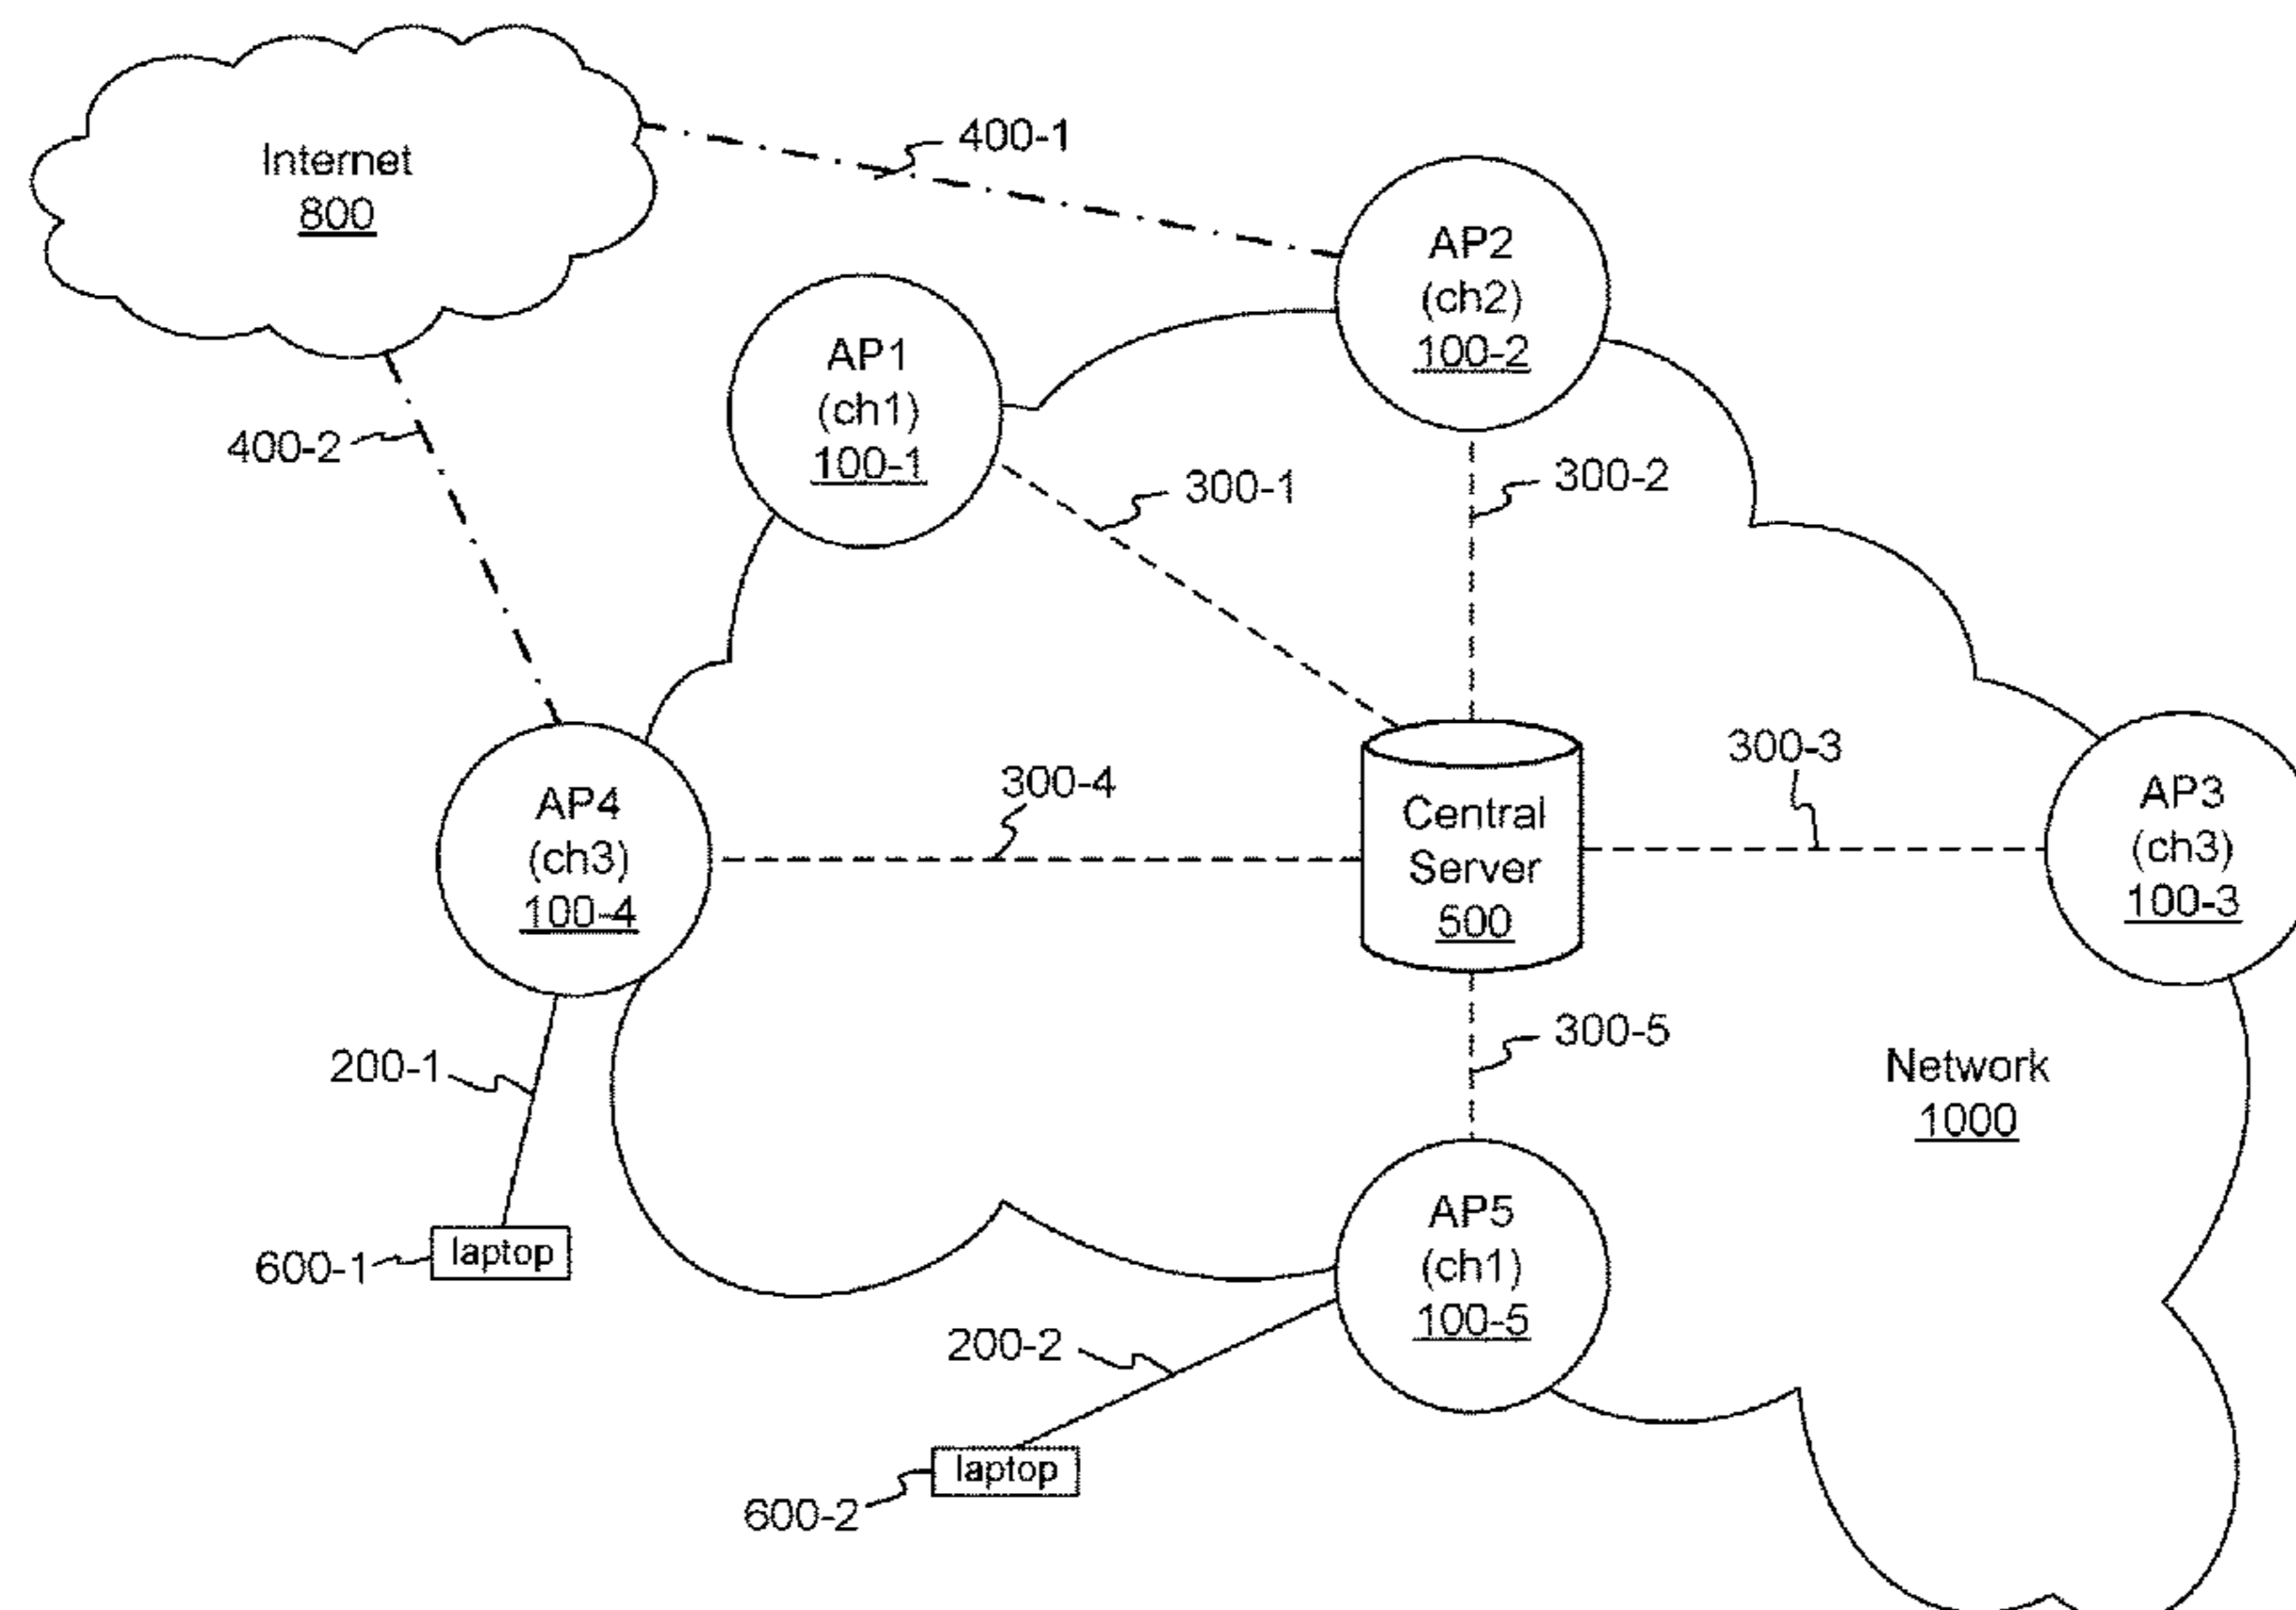 Internet
800
400-1
AP2
(ch2)
100-2
AP1
(ch1)
100-1
400-2
300-1
300-2
AP4
(ch3)
100-4
300-4
Central
Server
500
300-3
AP3
(ch3)
100-3
200-1
300-5
Network
1000
600-1
laptop
AP5
(ch1)
100-5
200-2
600-2
laptop